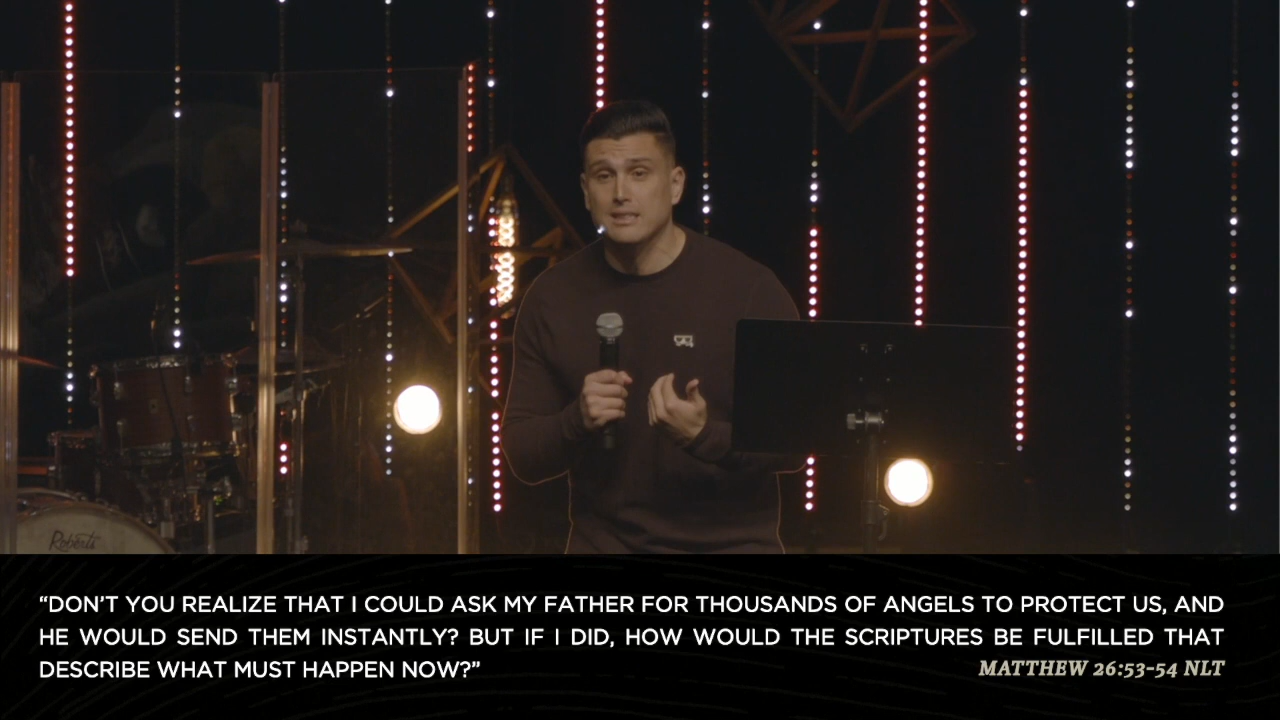 Roberts
“DON’T YOU REALIZE THAT I COULD ASK MY FATHER FOR THOUSANDS OF ANGELS TO PROTECT US, AND
HE WOULD SEND THEM INSTANTLY? BUT IF I DID, HOW WOULD THE SCRIPTURES BE FULFILLED THAT
DESCRIBE WHAT MUST HAPPEN NOW?”
MATTHEW 26:53-54 NLT